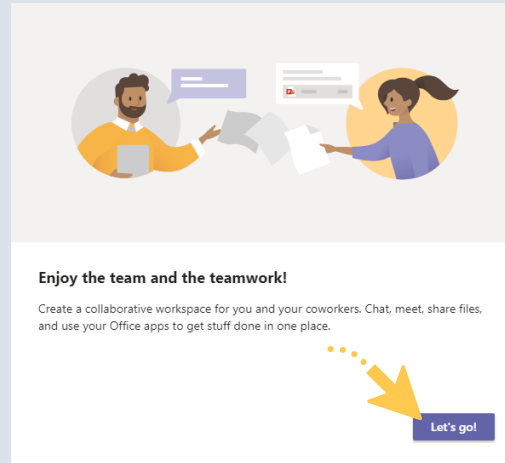 Enjoy the team and the teamwork!
Create a collaborative workspace for you and your coworkers. Chat, meet, share files,
and use your Office apps to get stuff done in one place.
Let's go!